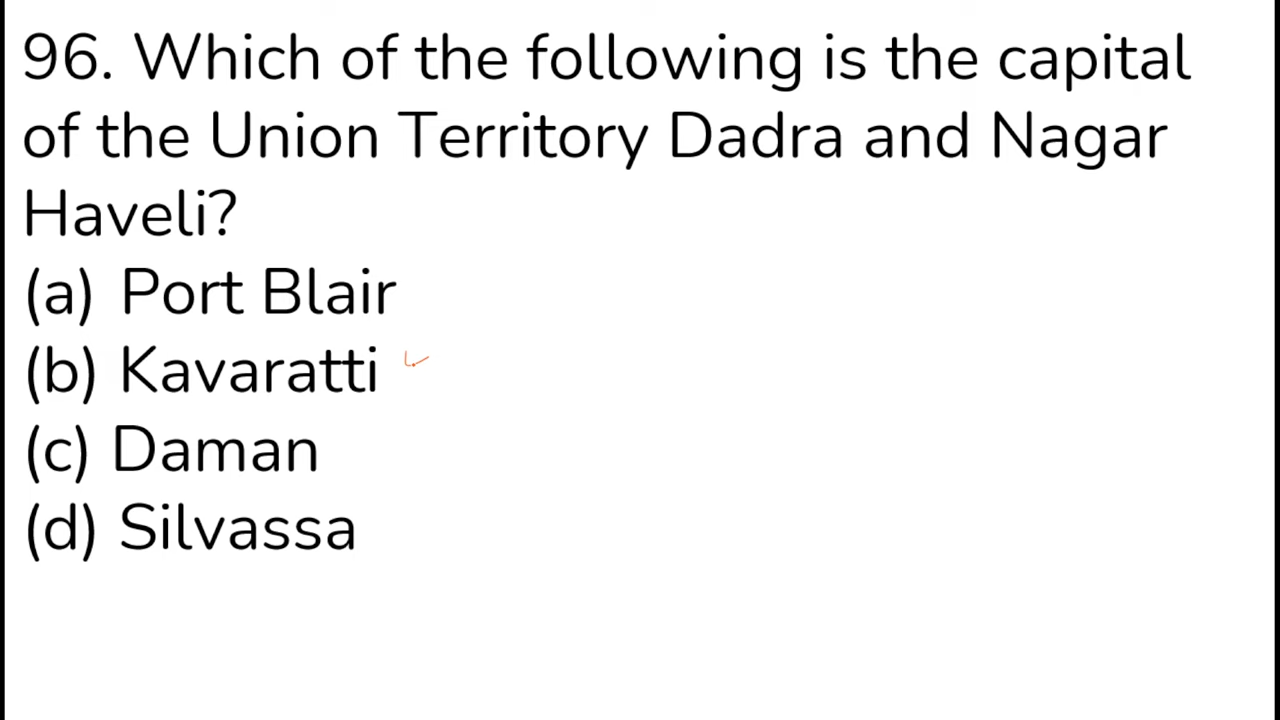 96. Which of the following is the capital
of the Union Territory Dadra and Nagar
Haveli?
(a) Port Blair
(b) Kavaratti
(c) Daman
(d) Silvassa